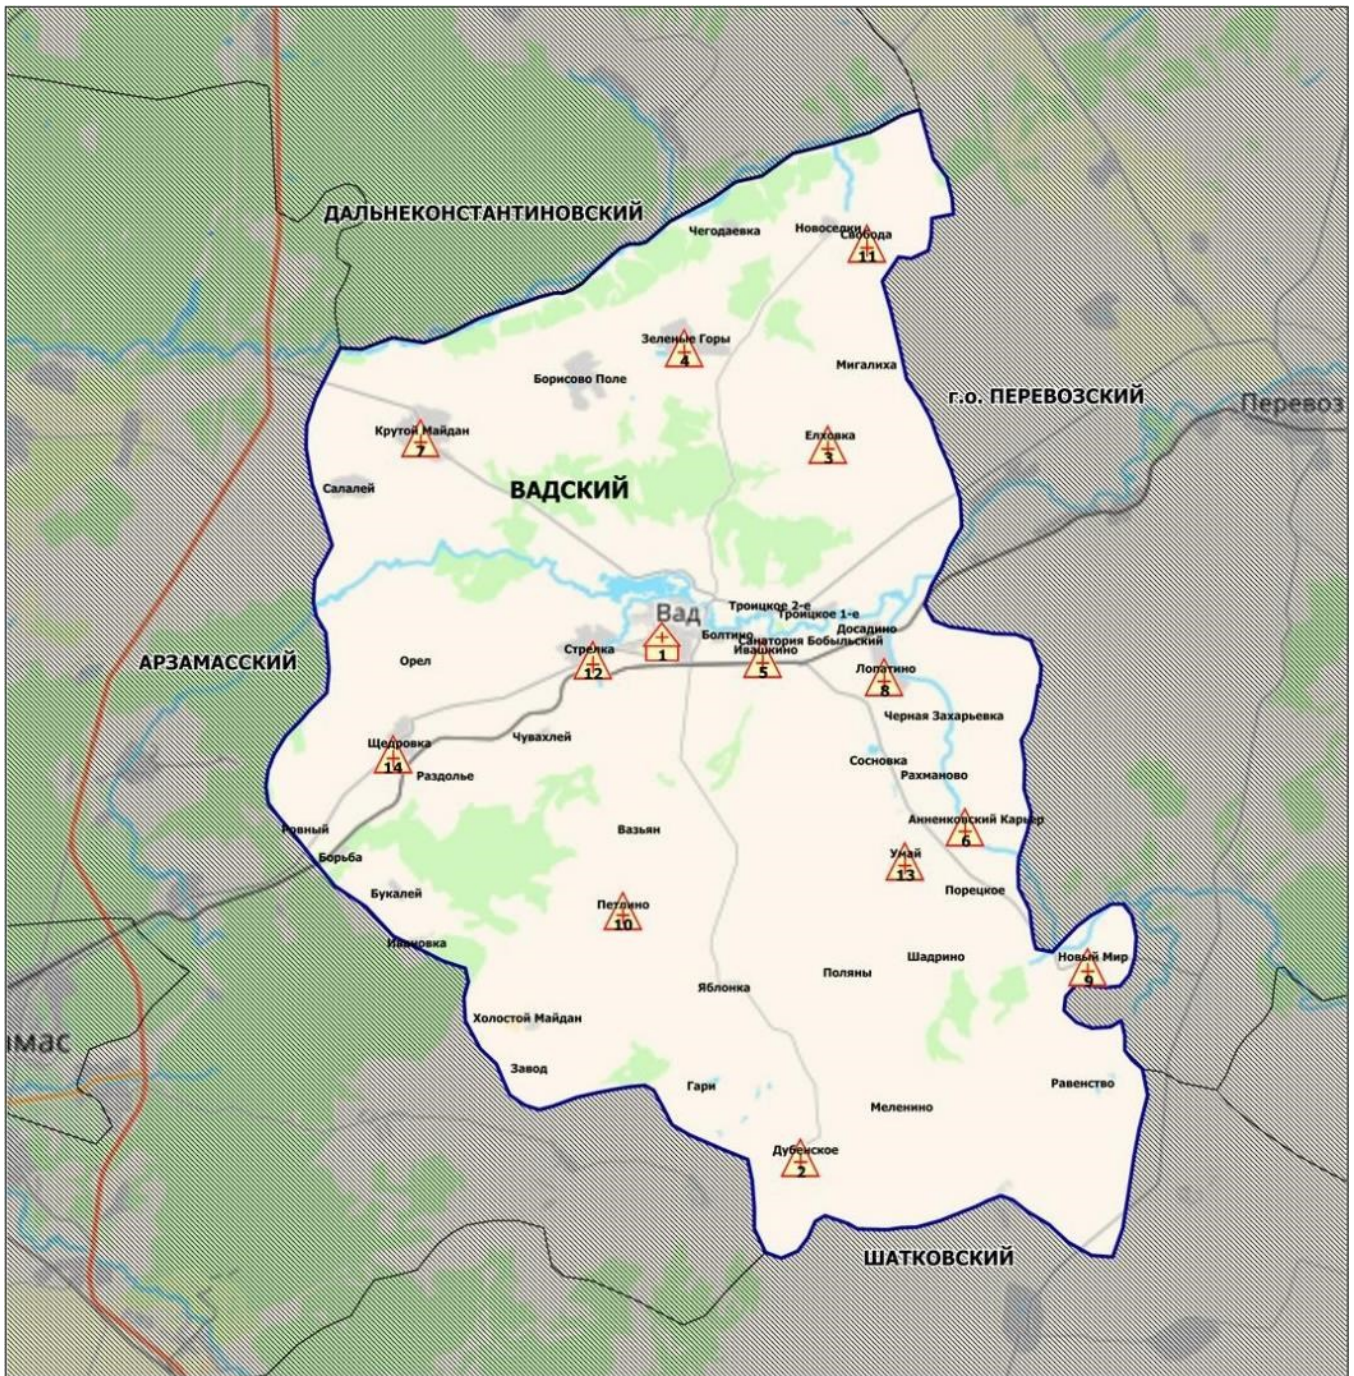 ДАЛЬНЕКОНСТАНТИНОВСКИЙ
Чегодаевка
Новоселки
Свобода
11
Зеленые Горы
4
Мигалиха
Борисово Поле
г.о. ПЕРЕВОЗСКИЙ
Перевоз
Крутой Майдан
7
Елховка
3
Салалей
ВАДСКИЙ
Вад
Троицкое 2-е
Троицкое 1-е
Досадино
Болтино
Санатория Бобыльский
Ивашкино
5
1
Стрелка
12
АРЗАМАССКИЙ
Орел
Лопатино
8
Черная Захарьевка
Чувахлей
Щедровка
14
Раздолье
Сосновка
Рахманово
Анненковский Карьер
6
Ровный
Вазьян
Борьба
Умай
13
Порецкое
Букалей
Петлино
10
Ивановка
Шадрино
Новый Мир
9
Поляны
Яблонка
Холостой Майдан
імас
Завод
Гари
Равенство
Меленино
Дубенское
2
ШАТКОВСКИЙ